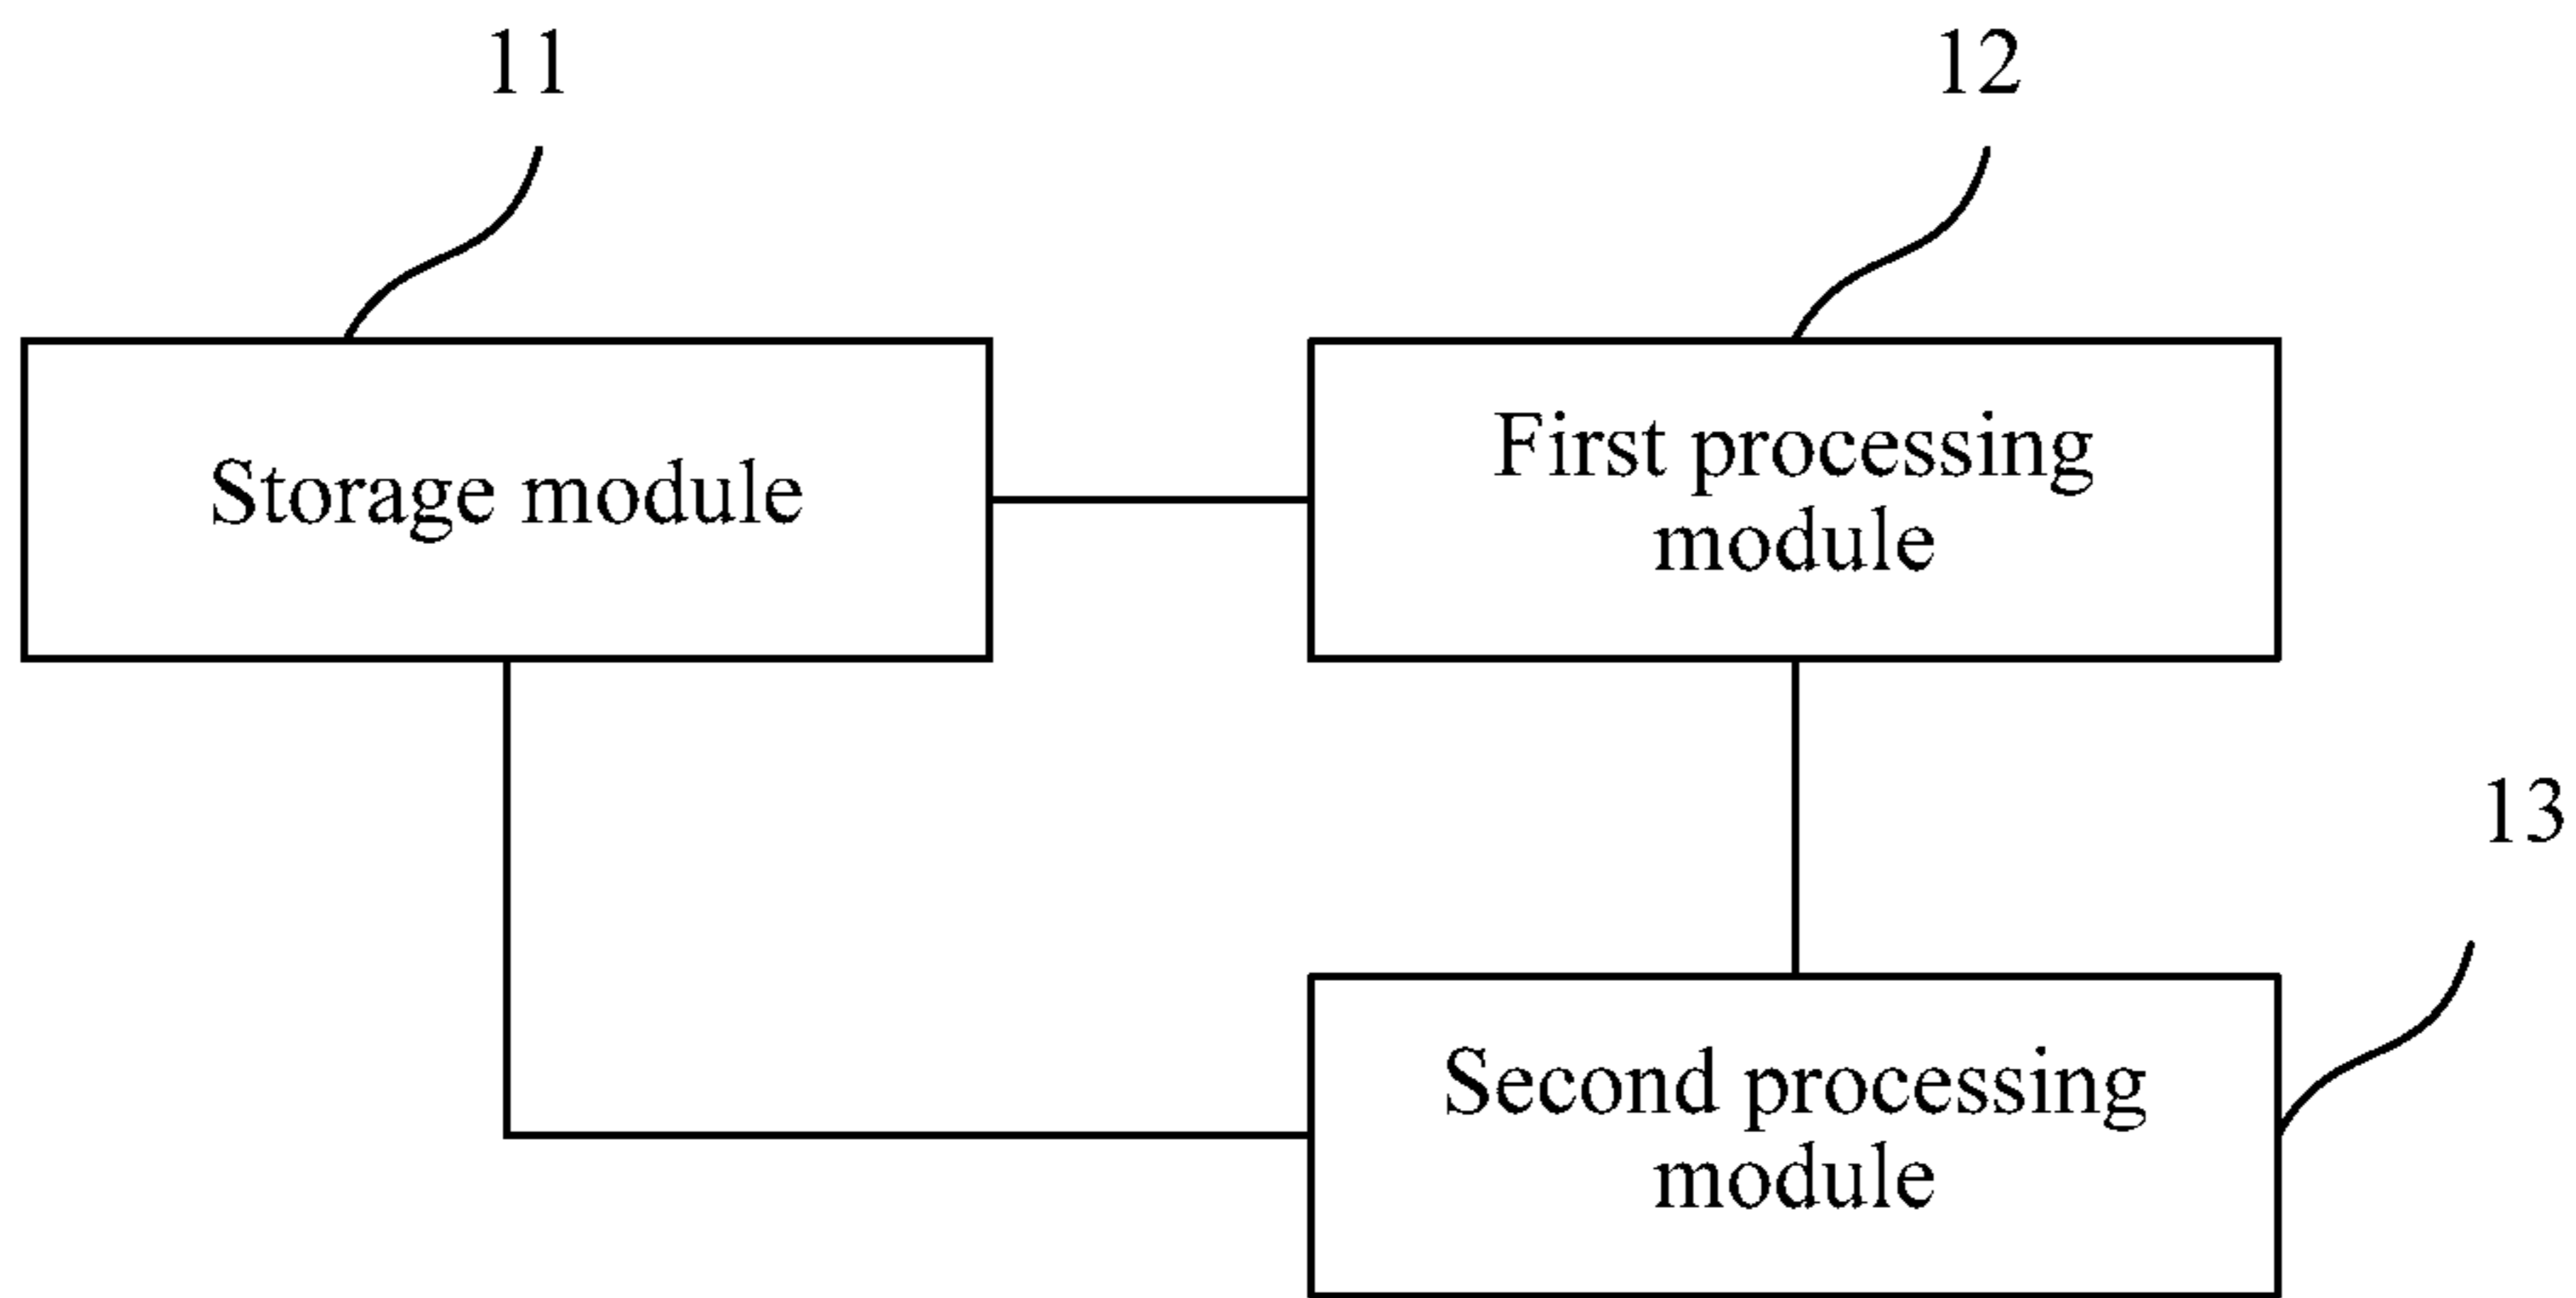 11
12
Storage module
First processing
module
13
Second processing
module